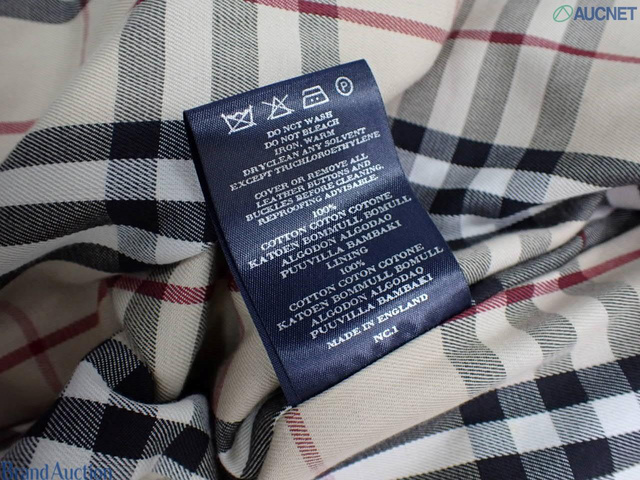 AUCNET
P
DO NOT WASH
DO NOT BLEACH
IRON, WARM
DRYCLEAN ANY SOLVENT
EXCEPT TRICHLOROETHYLENE
COVER OR REMOVE ALL
LEATHER BUTTONS AND
BUCKLES BEFORE CLEANING.
REPROOFING ADVISABLE.
100%
COTTON COTTON COTONE
KATOEN BOMMULL BOMULL
ALGODON ALGODAO
PUUVILLA BAMBAKI
LINING
100%
COTTON COTTON COTONE
KATOEN BOMMULL BOMULL
ALGODON ALGODAO
PUUVILLA BAMBAKI
MADE IN ENGLAND
NC.1
Brand Auction